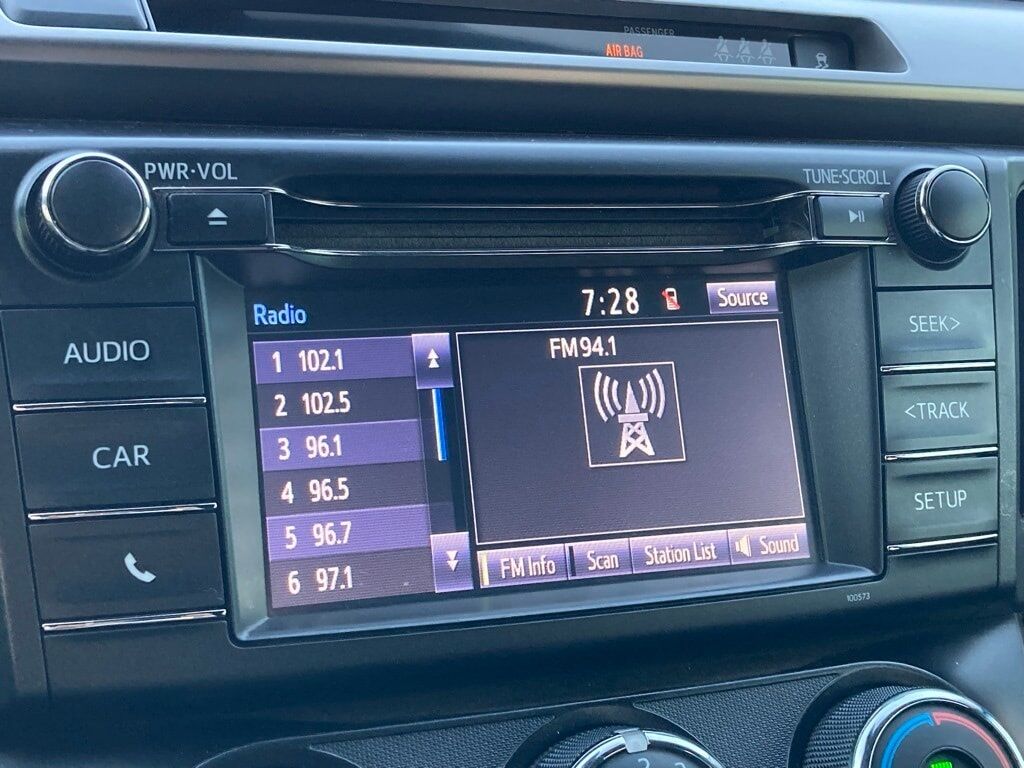 PASSENGER
AIR BAG
PWR·VOL
TUNE·SCROLL
Radio
7:28
Source
AUDIO
CAR
1 102.1
2 102.5
3 96.1
4 96.5
5 96.7
6 97.1
FM 94.1
FM Info
Scan
Station List
Sound
SEEK>
<TRACK
SETUP
100573